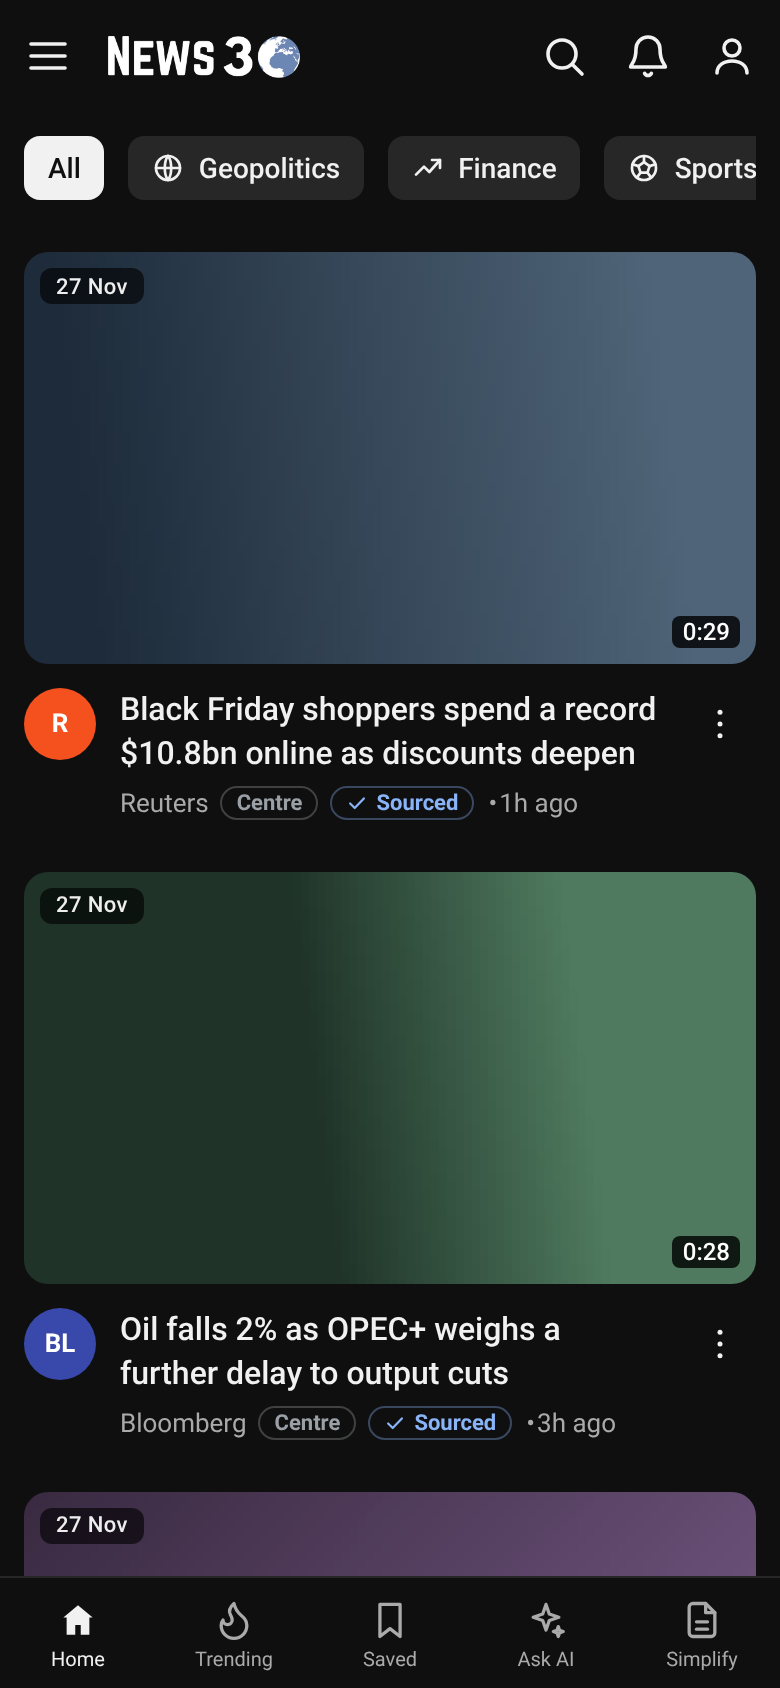 NEWS 30
All
Geopolitics
Finance
Sports
27 Nov
0:29
R
Black Friday shoppers spend a record
$10.8bn online as discounts deepen
Reuters Centre Sourced •1h ago
27 Nov
0:28
BL
Oil falls 2% as OPEC+ weighs a
further delay to output cuts
Bloomberg Centre Sourced •3h ago
27 Nov
Home
Trending
Saved
Ask AI
Simplify